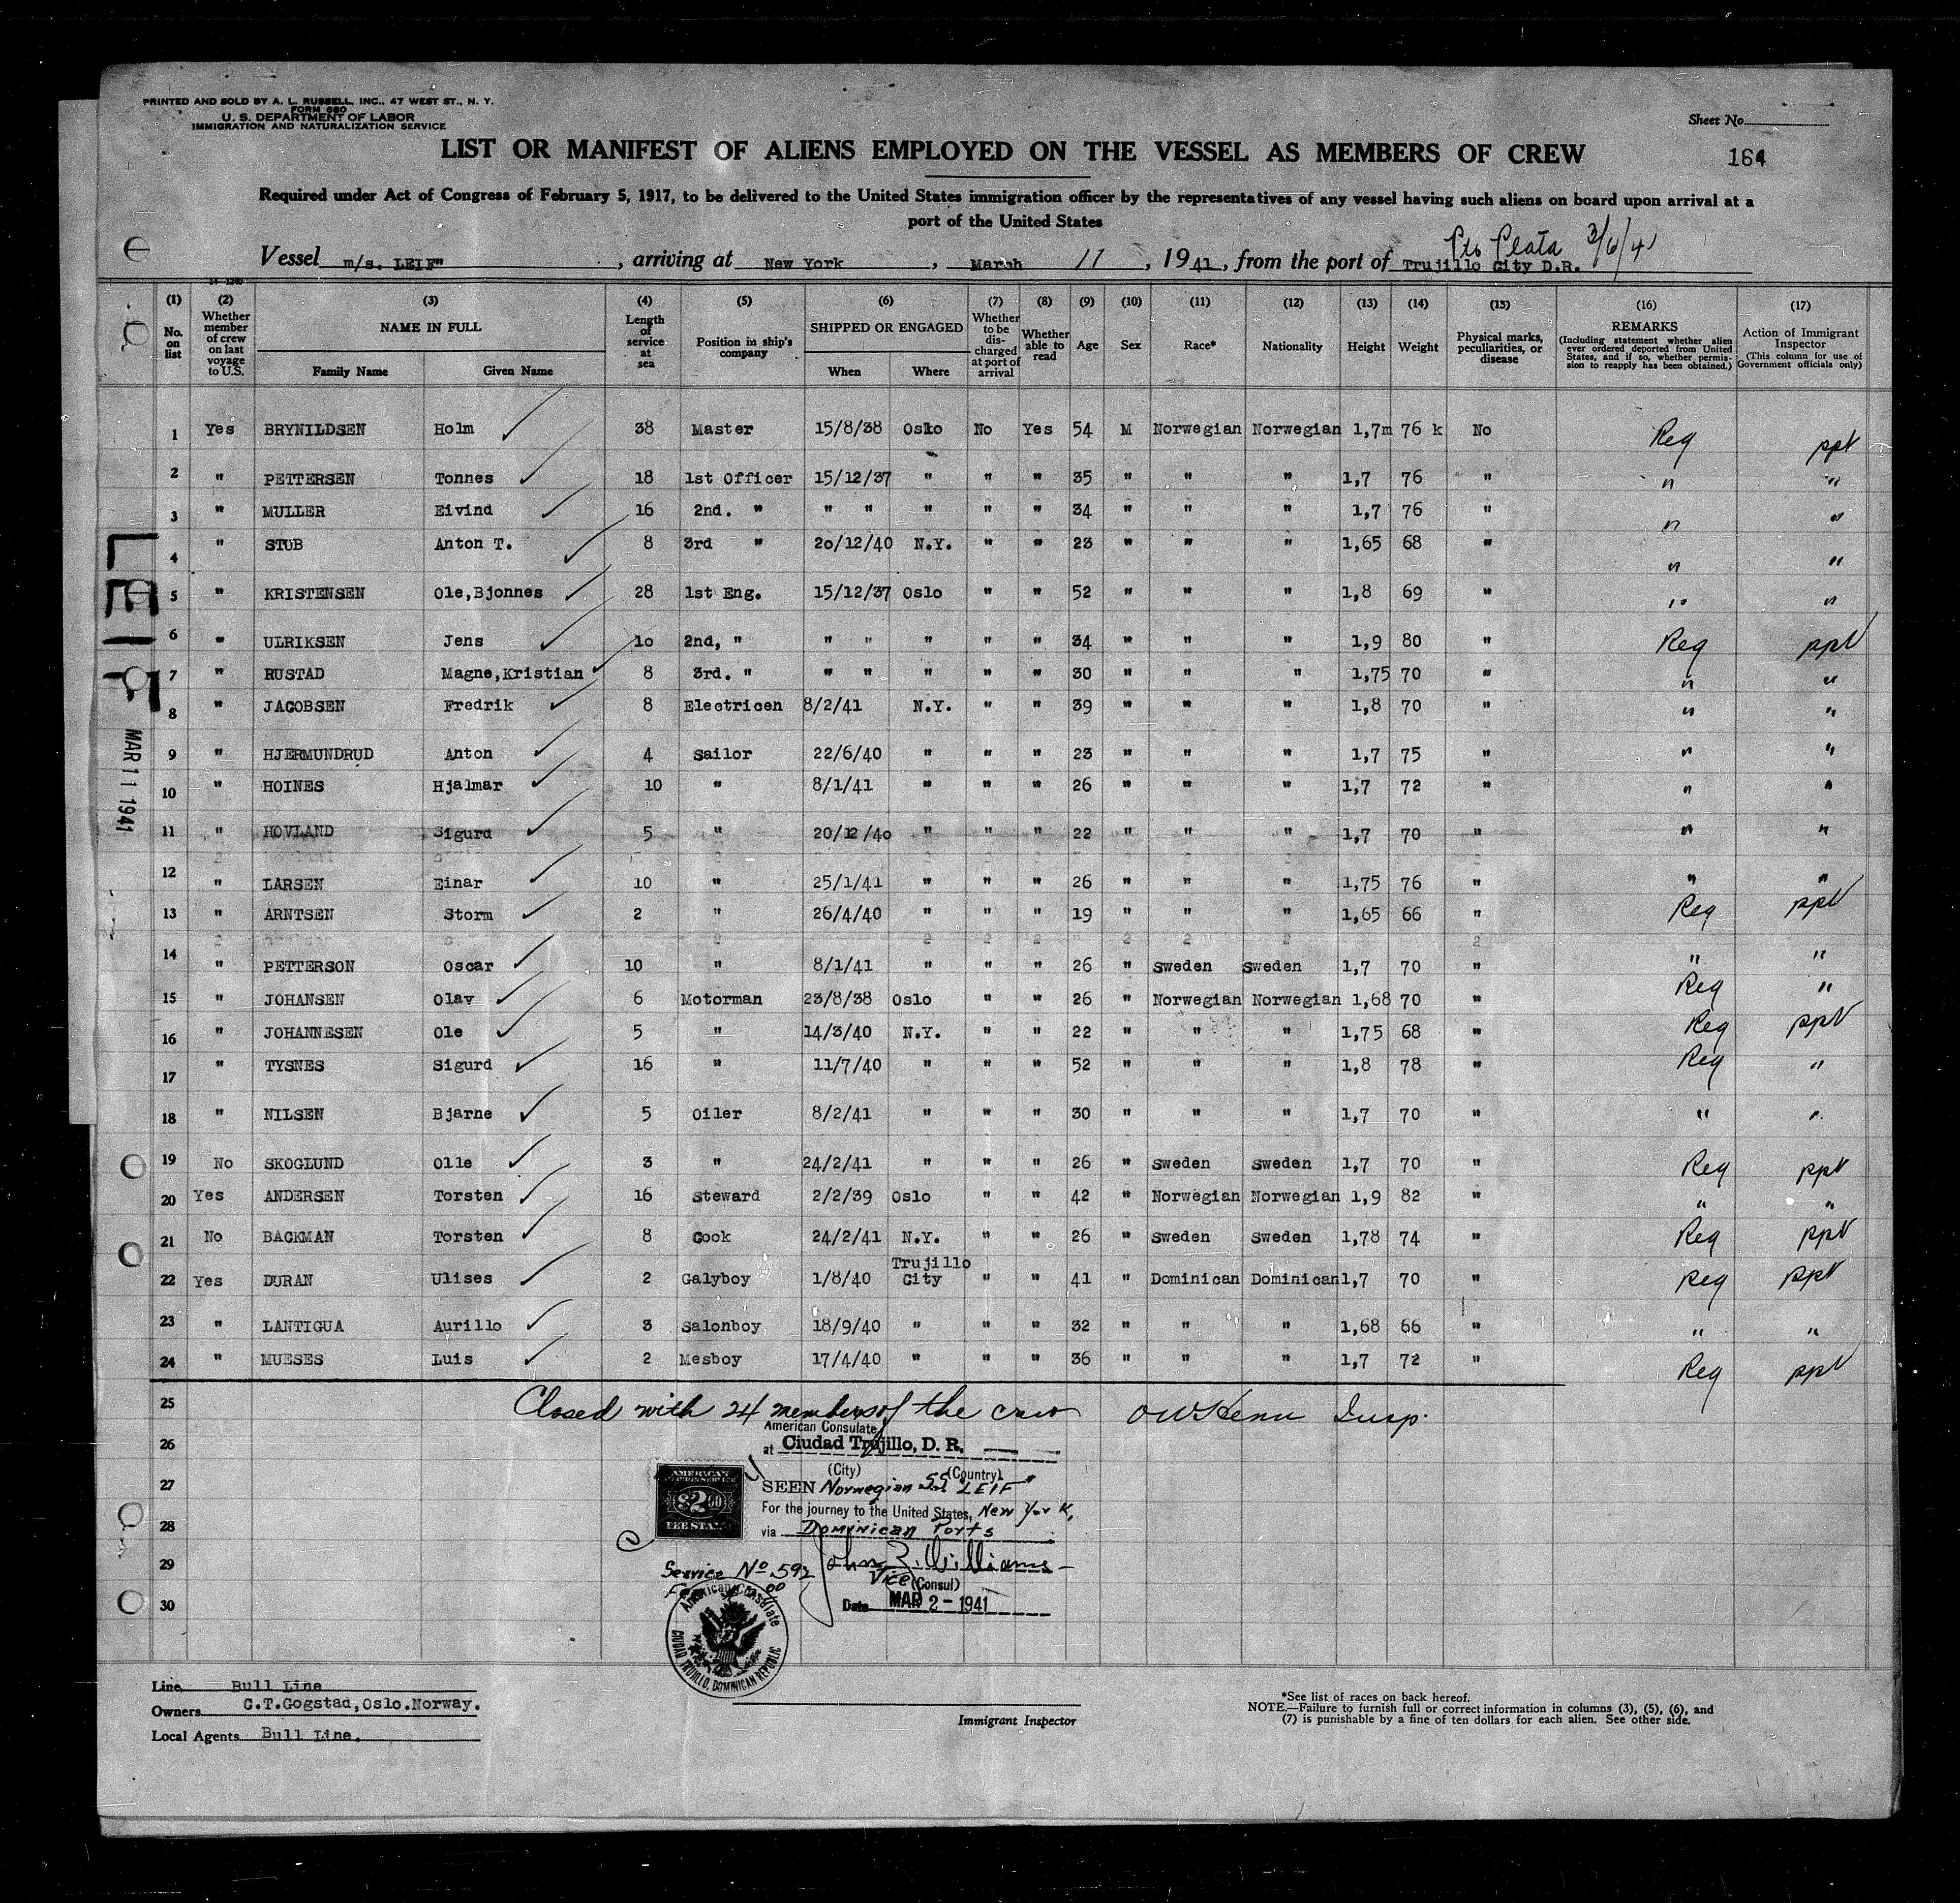 PRINTED AND SOLD BY A. L. RUSSELL, INC., 47 WEST ST., N. Y.
FORM 680
U. S. DEPARTMENT OF LABOR
IMMIGRATION AND NATURALIZATION SERVICE
Sheet No.
LIST OR MANIFEST OF ALIENS EMPLOYED ON THE VESSEL AS MEMBERS OF CREW
164
Required under Act of Congress of February 5, 1917, to be delivered to the United States immigration officer by the representatives of any vessel having such aliens on board upon arrival at a
port of the United States
Pto Plata 3/6/41
Vessel m/s. LEIF", arriving at New York, March 11, 1941, from the port of Trujillo City D.R.
(1) (2) (3) (4) (5) (6) (7) (8) (9) (10) (11) (12) (13) (14) (15) (16) (17)
No. on list
Whether member of crew on last voyage to U.S.
NAME IN FULL
Family Name Given Name
Length of service at sea
Position in ship's company
SHIPPED OR ENGAGED
When Where
Whether to be discharged at port of arrival
Whether able to read
Age
Sex
Race*
Nationality
Height
Weight
Physical marks, peculiarities, or disease
REMARKS
(Including statement whether alien ever ordered deported from United States, and if so, whether permission to reapply has been obtained.)
Action of Immigrant Inspector
(This column for use of Government officials only)
1 Yes BRYNILDSEN Holm 38 Master 15/8/38 Oslo No Yes 54 M Norwegian Norwegian 1,7m 76 k No Reg ppt
2 " PETTERSEN Tonnes 18 1st Officer 15/12/37 " " " 35 " " " 1,7 76 " " "
3 " MULLER Eivind 16 2nd. " " " " " " 34 " " " 1,7 76 " " "
4 " STUB Anton T. 8 3rd " 20/12/40 N.Y. " " 23 " " " 1,65 68 " " "
5 " KRISTENSEN Ole,Bjonnes 28 1st Eng. 15/12/37 Oslo " " 52 " " " 1,8 69 " " "
6 " ULRIKSEN Jens 10 2nd, " " " " " " 34 " " " 1,9 80 " Reg ppt
7 " RUSTAD Magne,Kristian 8 3rd. " " " " " " 30 " " " 1,75 70 " " "
8 " JACOBSEN Fredrik 8 Electricen 8/2/41 N.Y. " " 39 " " " 1,8 70 " " "
9 " HJERMUNDRUD Anton 4 Sailor 22/6/40 " " " 23 " " " 1,7 75 " " "
10 " HOINES Hjalmar 10 " 8/1/41 " " " 26 " " " 1,7 72 " " "
11 " HOVLAND Sigurd 5 " 20/12/40 " " " 22 " " " 1,7 70 " " "
12 " LARSEN Einar 10 " 25/1/41 " " " 26 " " " 1,75 76 " " "
13 " ARNTSEN Storm 2 " 26/4/40 " " " 19 " " " 1,65 66 " Reg ppt
14 " PETTERSON Oscar 10 " 8/1/41 " " " 26 " Sweden Sweden 1,7 70 " " "
15 " JOHANSEN Olav 6 Motorman 23/8/38 Oslo " " 26 " Norwegian Norwegian 1,68 70 " Reg "
16 " JOHANNESEN Ole 5 " 14/3/40 N.Y. " " 22 " " " 1,75 68 " Reg ppt
17 " TYSNES Sigurd 16 " 11/7/40 " " " 52 " " " 1,8 78 " Reg "
18 " NILSEN Bjarne 5 Oiler 8/2/41 " " " 30 " " " 1,7 70 " " "
19 No SKOGLUND Olle 3 " 24/2/41 " " " 26 " Sweden Sweden 1,7 70 " Reg ppt
20 Yes ANDERSEN Torsten 16 Steward 2/2/39 Oslo " " 42 " Norwegian Norwegian 1,9 82 " " "
21 No BACKMAN Torsten 8 Cook 24/2/41 N.Y. " " 26 " Sweden Sweden 1,78 74 " Reg ppt
22 Yes DURAN Ulises 2 Galyboy 1/8/40 Trujillo City " " 41 " Dominican Dominican 1,7 70 " Reg ppt
23 " LANTIGUA Aurillo 3 Salonboy 18/9/40 " " " 32 " " " 1,68 66 " " "
24 " MUESES Luis 2 Mesboy 17/4/40 " " " 36 " " " 1,7 72 " Reg ppt
25
Closed with 24 members of the crew Insp.
26
27
28
29
30
LEIF
MAR 11 1941
American Consulate
at Ciudad Trujillo, D. R.
(City) (Country)
SEEN Norwegian SS "LEIF"
For the journey to the United States, New York,
via Dominican Ports
John Williams
Vice (Consul)
Date MAR 2 - 1941
AMERICAN
$2.50
FEE STAMP
Service No 592
American Consulate
CIUDAD TRUJILLO, DOMINICAN REPUBLIC
Line Bull Line
Owners C.T.Gogstad,Oslo.Norway.
Local Agents Bull Line.
Immigrant Inspector
*See list of races on back hereof.
NOTE.—Failure to furnish full or correct information in columns (3), (5), (6), and
(7) is punishable by a fine of ten dollars for each alien. See other side.